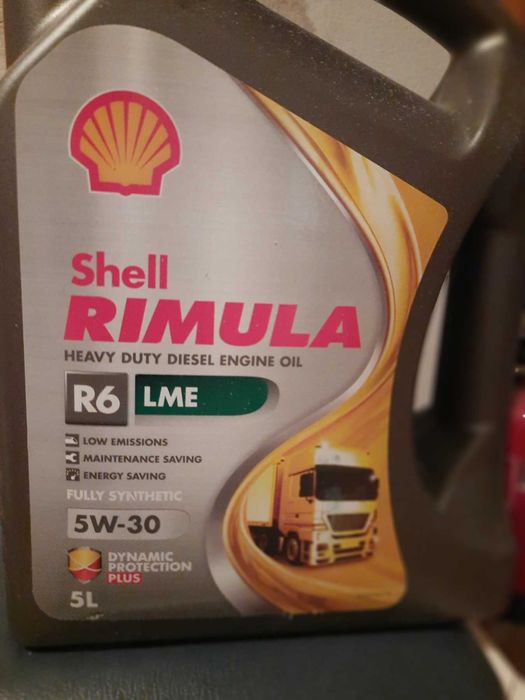 Shell
RIMULA
HEAVY DUTY DIESEL ENGINE OIL
R6 LME
LOW EMISSIONS
MAINTENANCE SAVING
ENERGY SAVING
FULLY SYNTHETIC
5W-30
DYNAMIC
PROTECTION
PLUS
5L